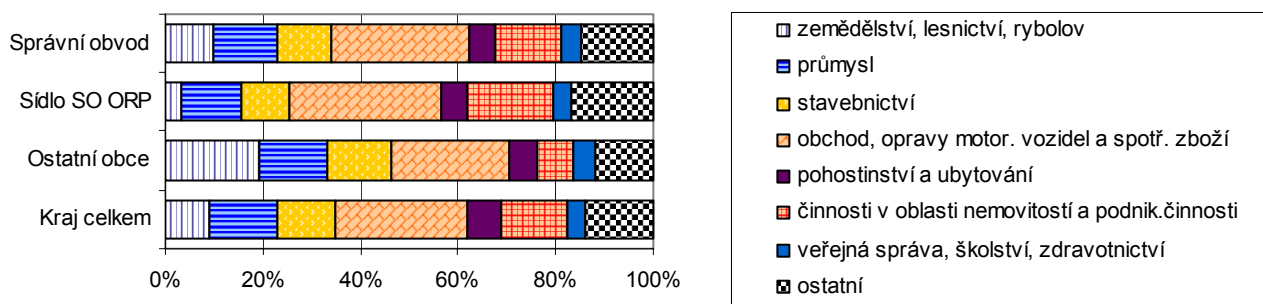 Správní obvod
Sídlo SO ORP
Ostatní obce
Kraj celkem
0% 20% 40% 60% 80% 100%
zemědělství, lesnictví, rybolov
průmysl
stavebnictví
obchod, opravy motor. vozidel a spotř. zboží
pohostinství a ubytování
činnosti v oblasti nemovitostí a podnik.činnosti
veřejná správa, školství, zdravotnictví
ostatní